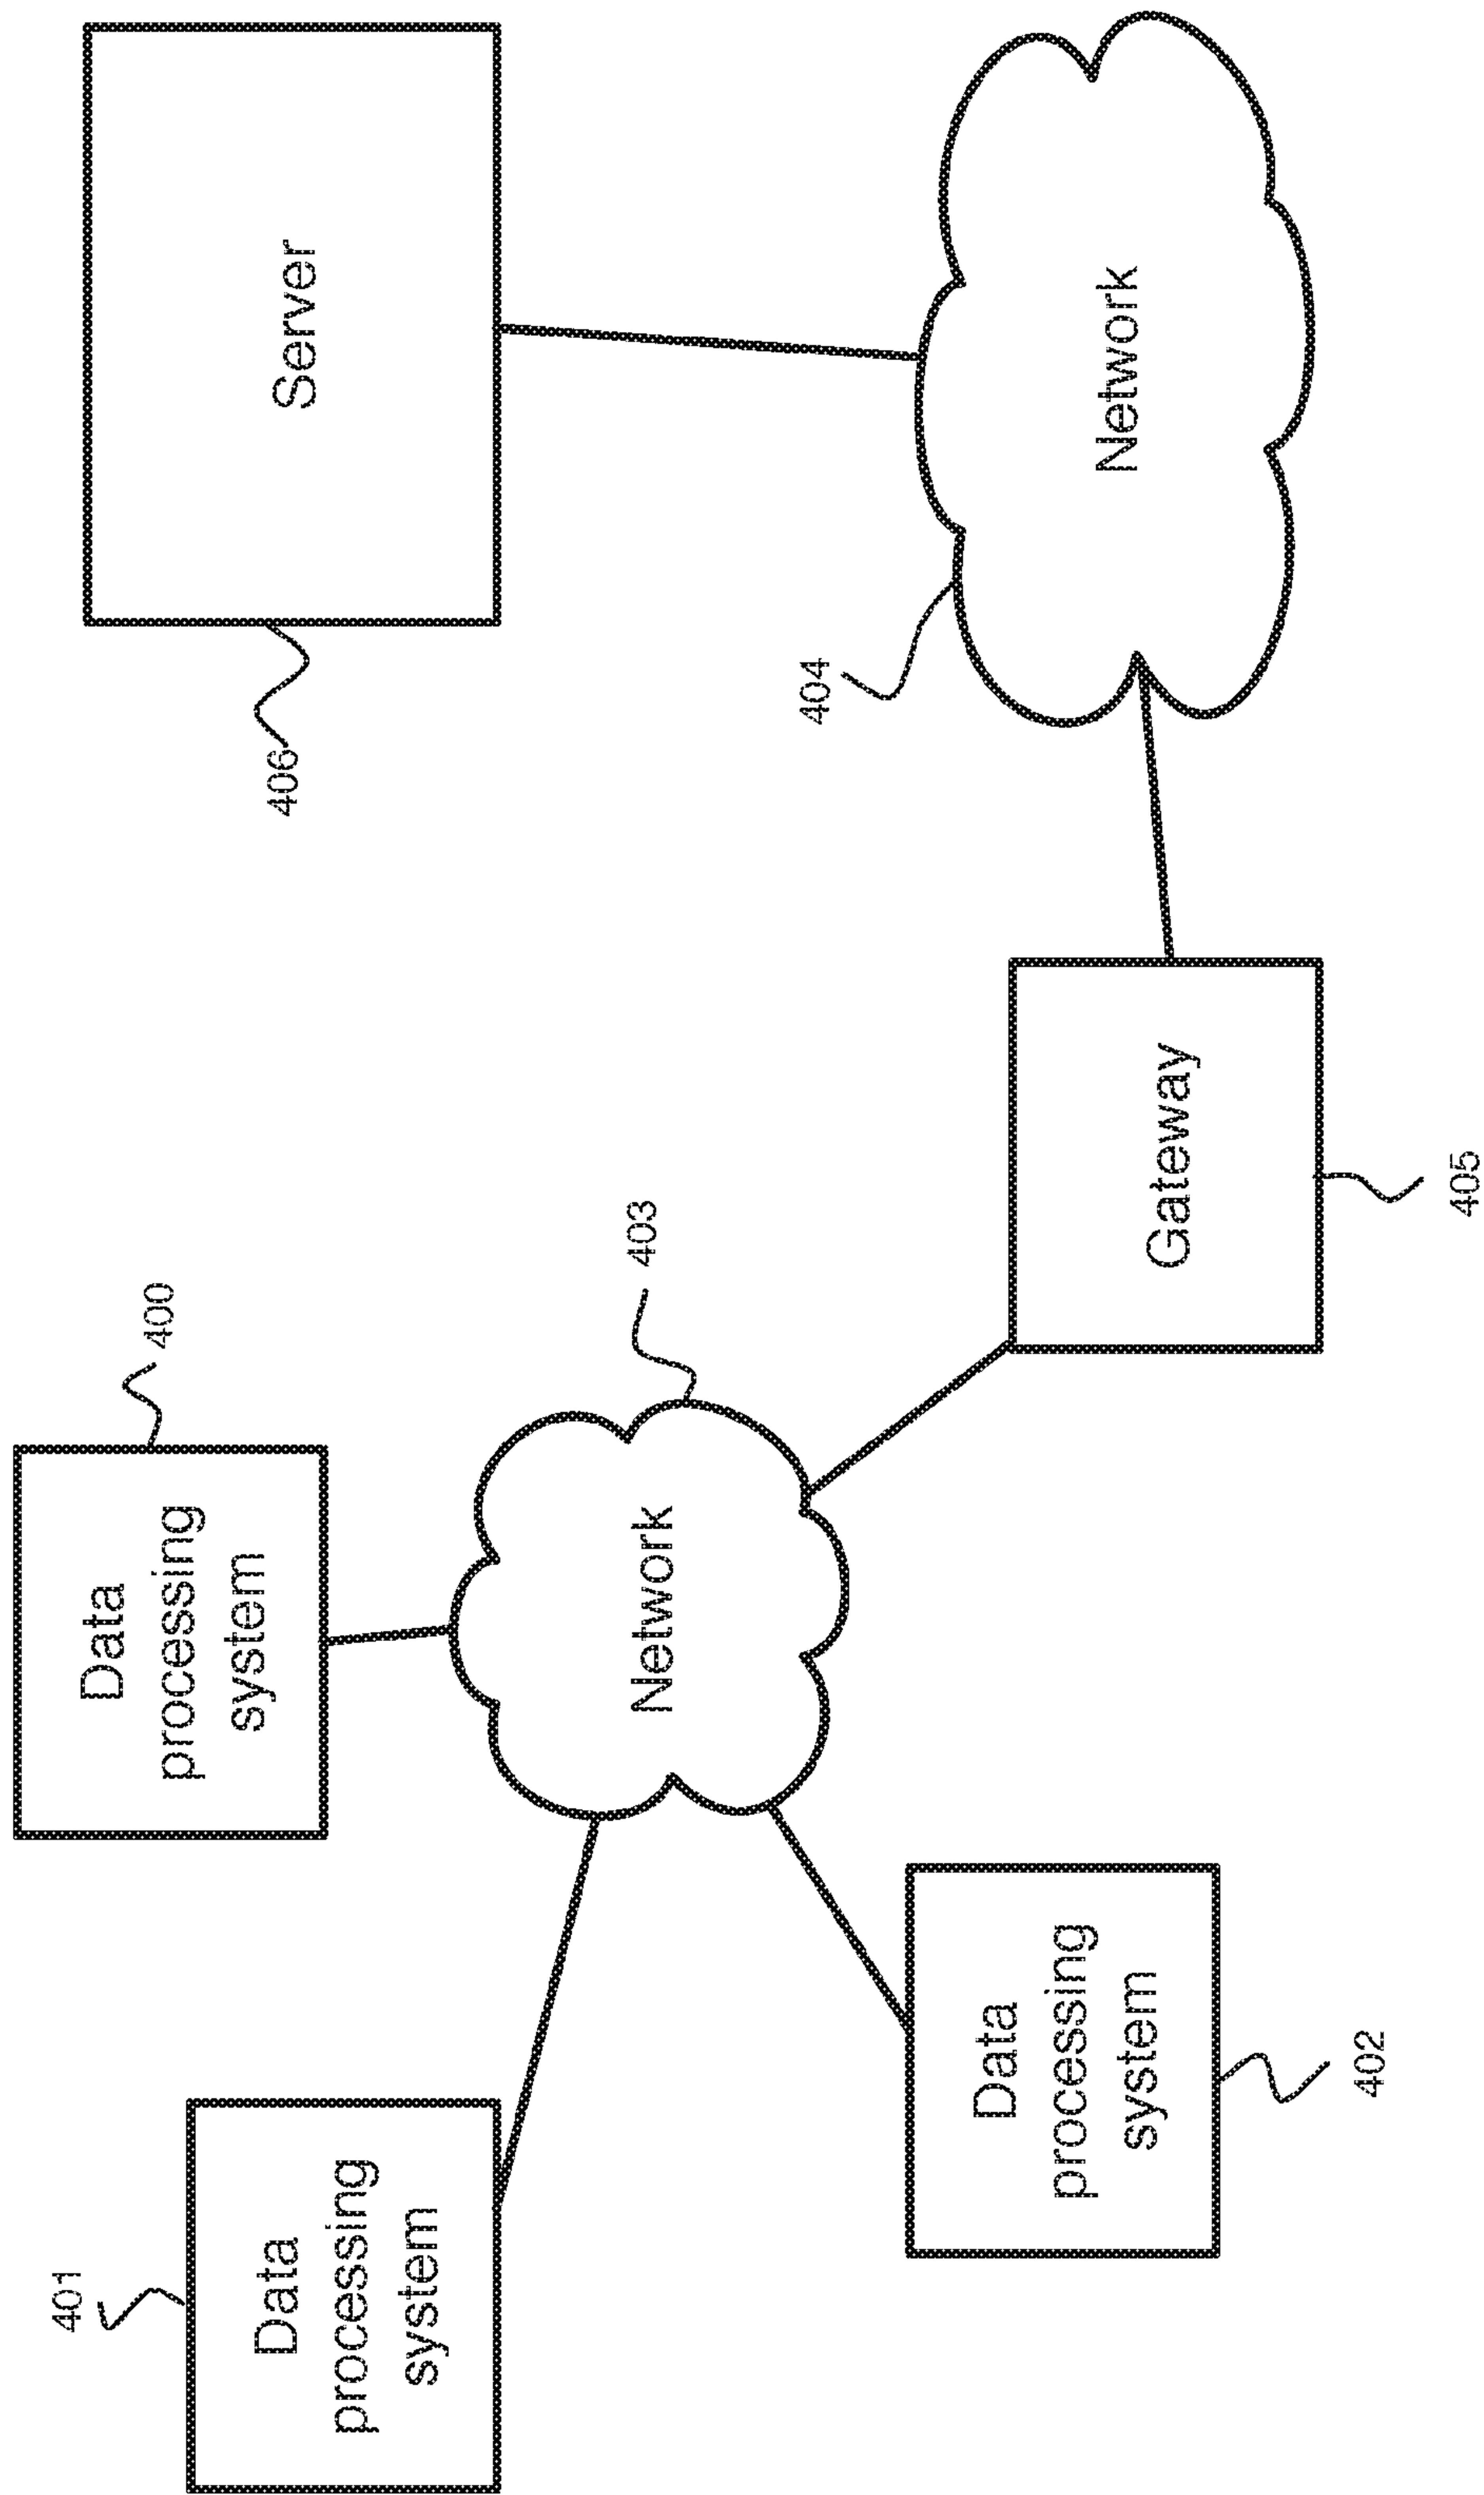 401
Data
processing
system
400
Data
processing
system
406
Server
403
Network
404
Network
Data
processing
system
402
Gateway
405